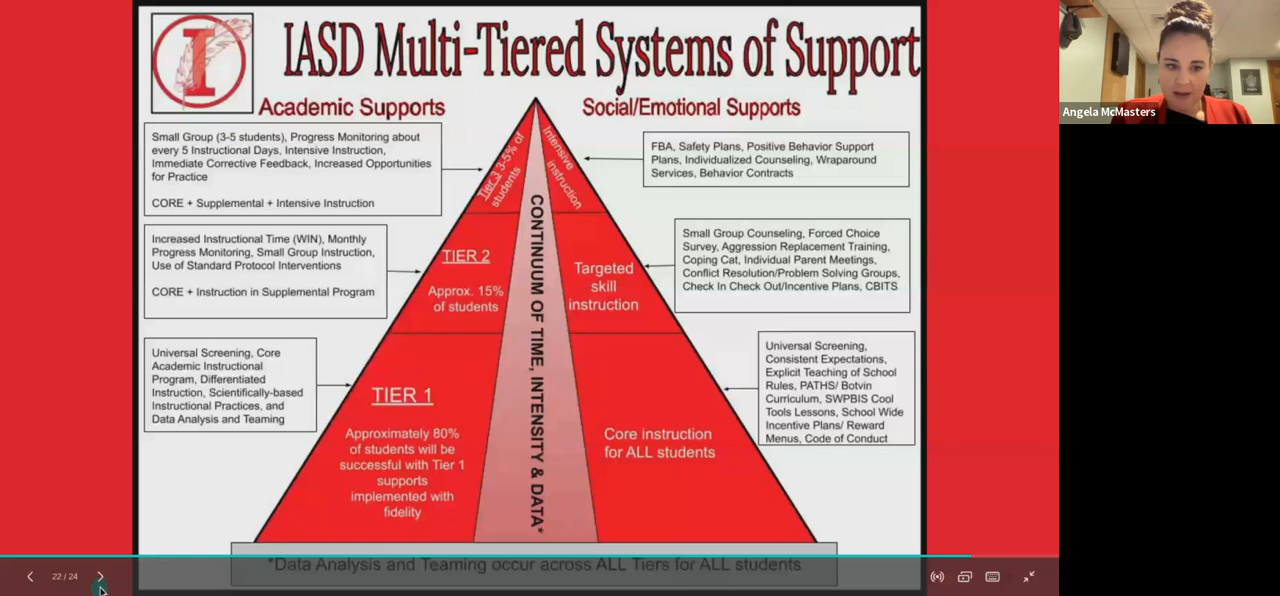 IASD Multi-Tiered Systems of Support
I
Academic Supports
Social/Emotional Supports
Small Group (3-5 students), Progress Monitoring about
every 5 Instructional Days, Intensive Instruction,
Immediate Corrective Feedback, Increased Opportunities
for Practice
CORE + Supplemental + Intensive Instruction
Increased Instructional Time (WIN), Monthly
Progress Monitoring, Small Group Instruction,
Use of Standard Protocol Interventions
CORE + Instruction in Supplemental Program
Universal Screening, Core
Academic Instructional
Program, Differentiated
Instruction, Scientifically-based
Instructional Practices, and
Data Analysis and Teaming
Tier 3 3-5% of
students
Intensive
instruction
TIER 2
Approx. 15%
of students
Targeted
skill
instruction
TIER 1
Approximately 80%
of students will be
successful with Tier 1
supports
implemented with
fidelity
CONTINUUM OF TIME, INTENSITY & DATA*
Core instruction
for ALL students
FBA, Safety Plans, Positive Behavior Support
Plans, Individualized Counseling, Wraparound
Services, Behavior Contracts
Small Group Counseling, Forced Choice
Survey, Aggression Replacement Training,
Coping Cat, Individual Parent Meetings,
Conflict Resolution/Problem Solving Groups,
Check In Check Out/Incentive Plans, CBITS
Universal Screening,
Consistent Expectations,
Explicit Teaching of School
Rules, PATHS/ Botvin
Curriculum, SWPBIS Cool
Tools Lessons, School Wide
Incentive Plans/ Reward
Menus, Code of Conduct
*Data Analysis and Teaming occur across ALL Tiers for ALL students
22 / 24
Angela McMasters